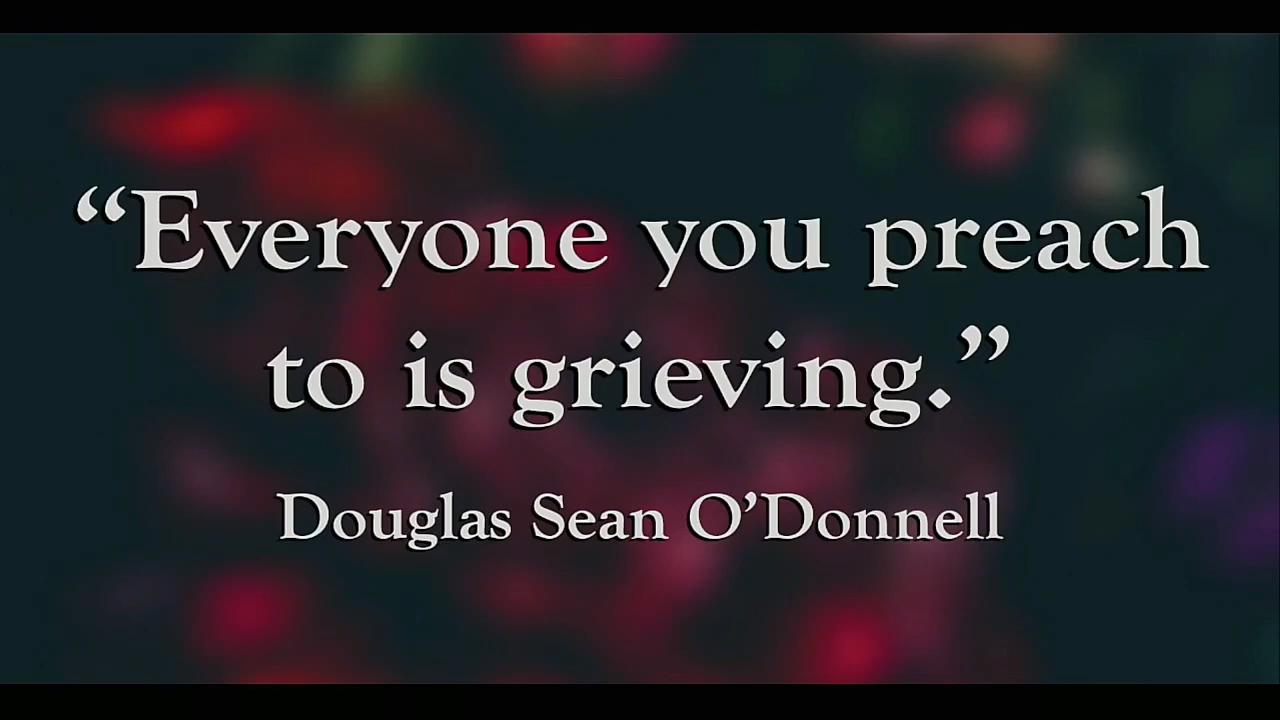 “Everyone you preach
to is grieving.”
Douglas Sean O’Donnell